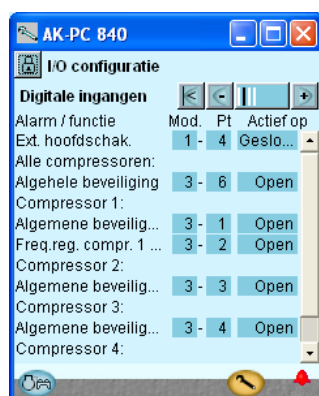 AK-PC 840
I/O configuratie
Digitale ingangen
Alarm / functie Mod. Pt Actief op
Ext. hoofdschak. 1 - 4 Geslo...
Alle compressoren:
Algehele beveiliging 3 - 6 Open
Compressor 1:
Algemene beveilig... 3 - 1 Open
Freq.reg. compr. 1 ... 3 - 2 Open
Compressor 2:
Algemene beveilig... 3 - 3 Open
Compressor 3:
Algemene beveilig... 3 - 4 Open
Compressor 4: